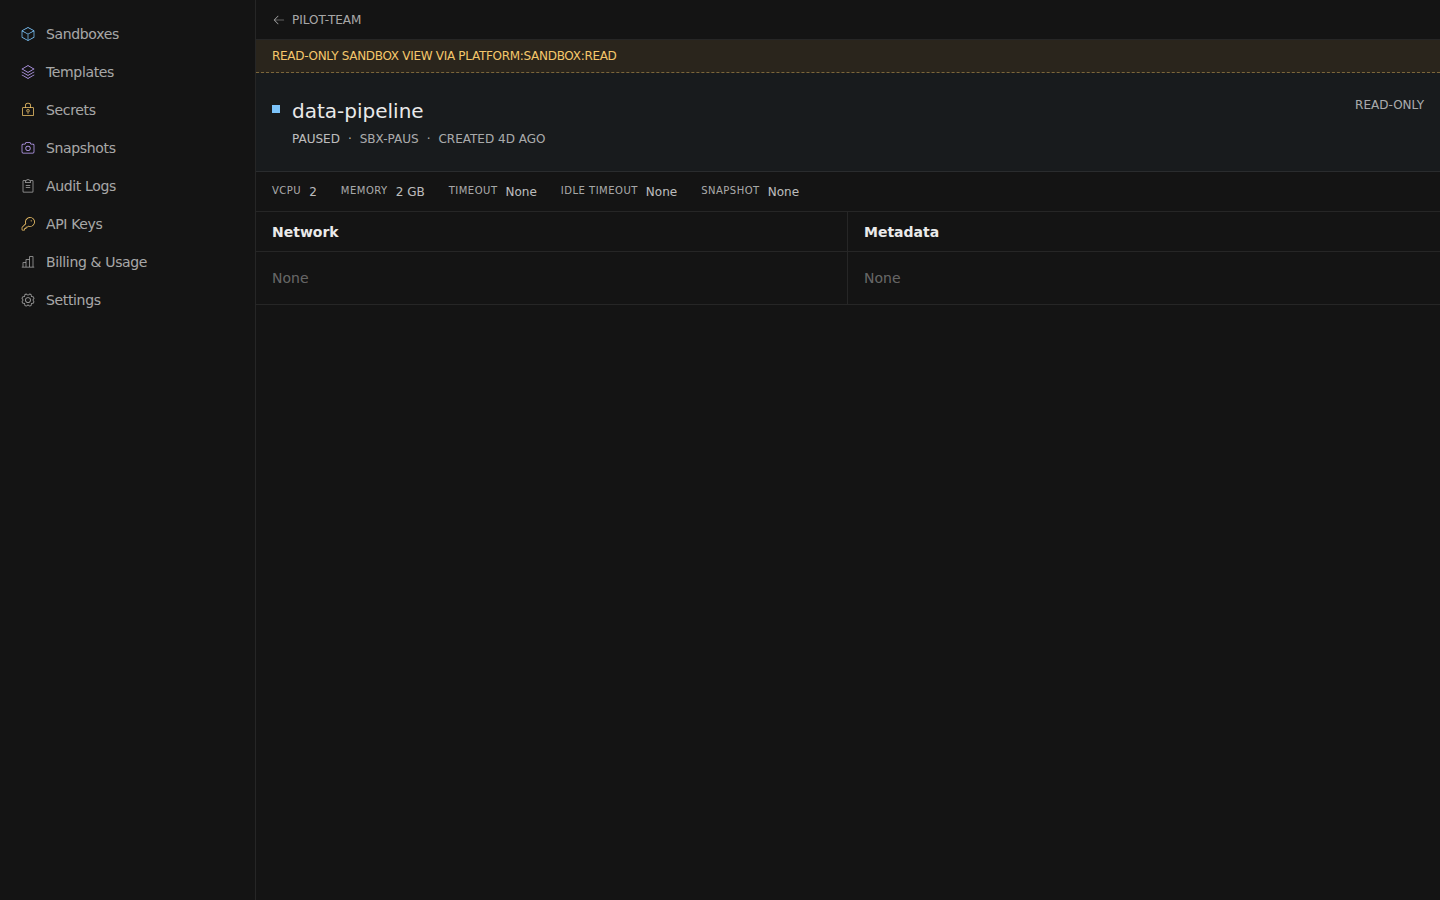 Sandboxes
Templates
Secrets
Snapshots
Audit Logs
API Keys
Billing & Usage
Settings
PILOT-TEAM
READ-ONLY SANDBOX VIEW VIA PLATFORM:SANDBOX:READ
data-pipeline
READ-ONLY
PAUSED · SBX-PAUS · CREATED 4D AGO
VCPU 2 MEMORY 2 GB TIMEOUT None IDLE TIMEOUT None SNAPSHOT None
Network
None
Metadata
None